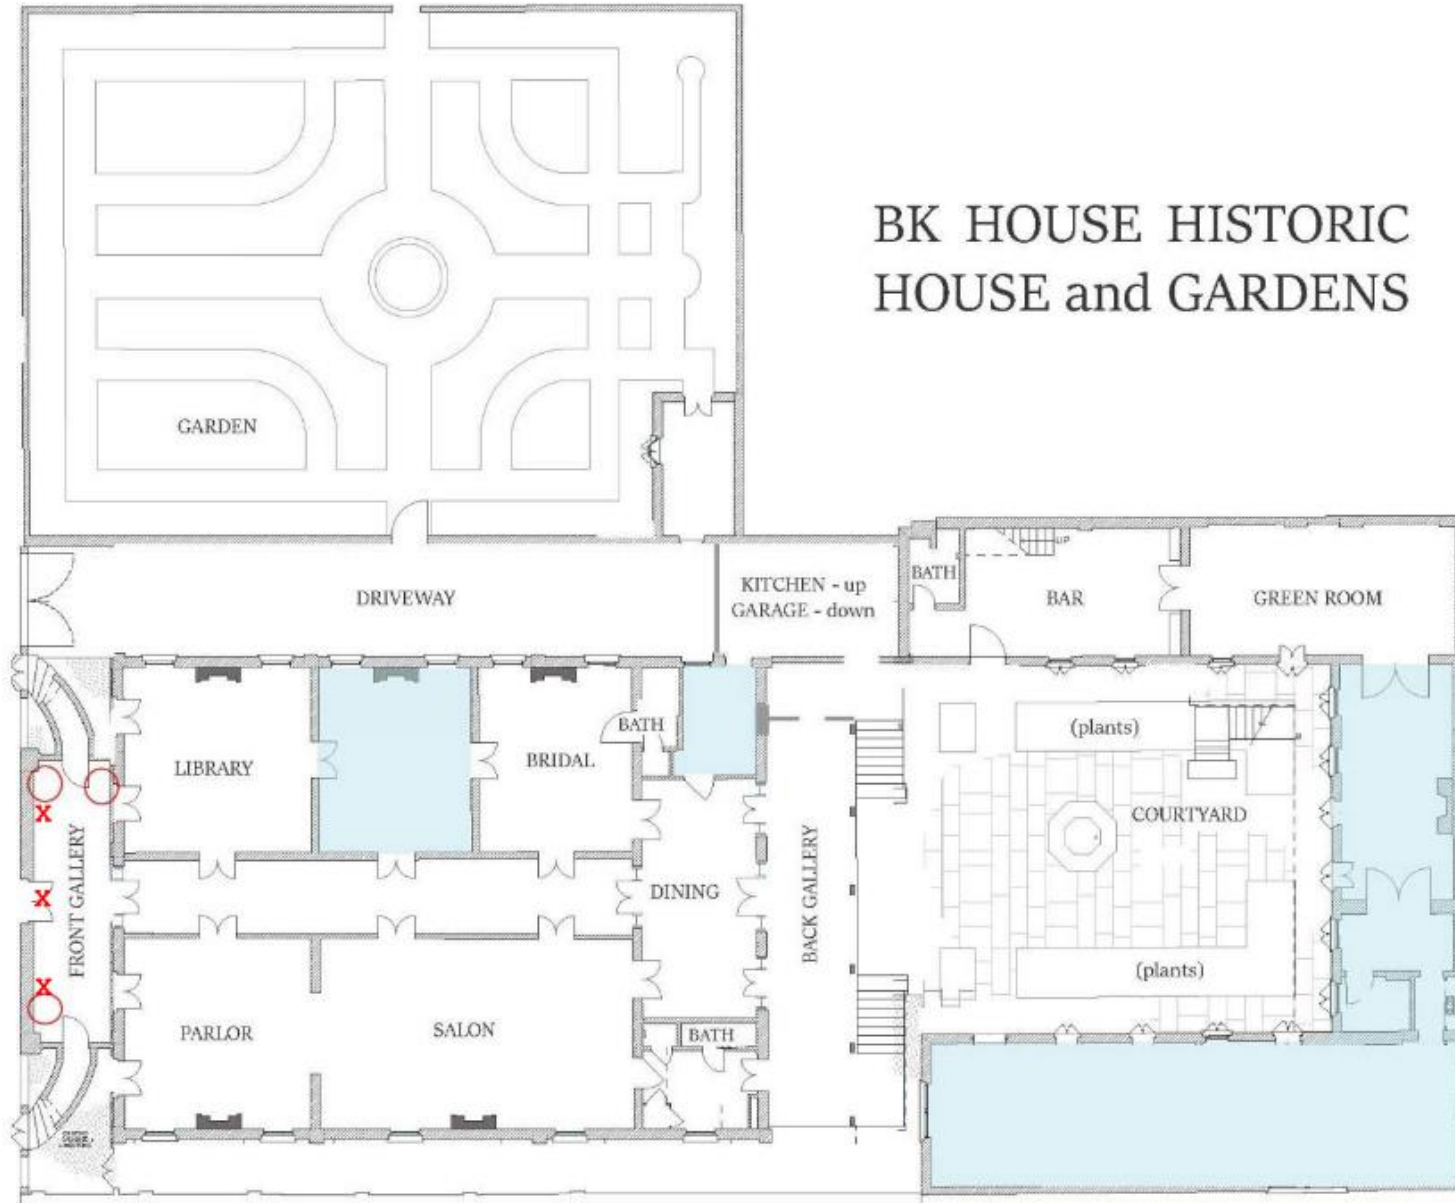 BK HOUSE HISTORIC
HOUSE and GARDENS
GARDEN
DRIVEWAY
KITCHEN - up
GARAGE - down
BATH
UP
BAR
GREEN ROOM
LIBRARY
BRIDAL
BATH
(plants)
COURTYARD
X
X
X
FRONT GALLERY
DINING
BACK GALLERY
(plants)
PARLOR
SALON
BATH